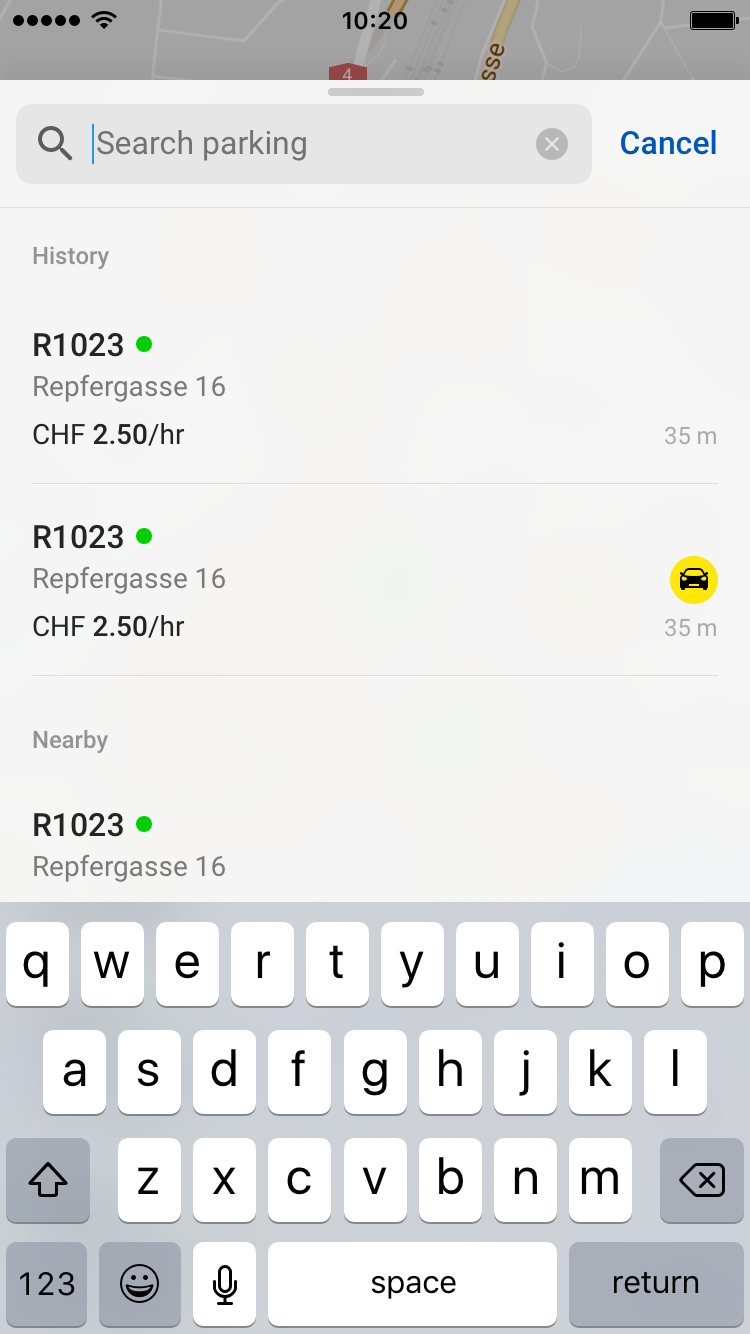 10:20
4
sse
Search parking
Cancel
History
R1023
Repfergasse 16
CHF 2.50/hr
35 m
R1023
Repfergasse 16
CHF 2.50/hr
35 m
Nearby
R1023
Repfergasse 16
q w e r t y u i o p
a s d f g h j k l
z x c v b n m
123 space return